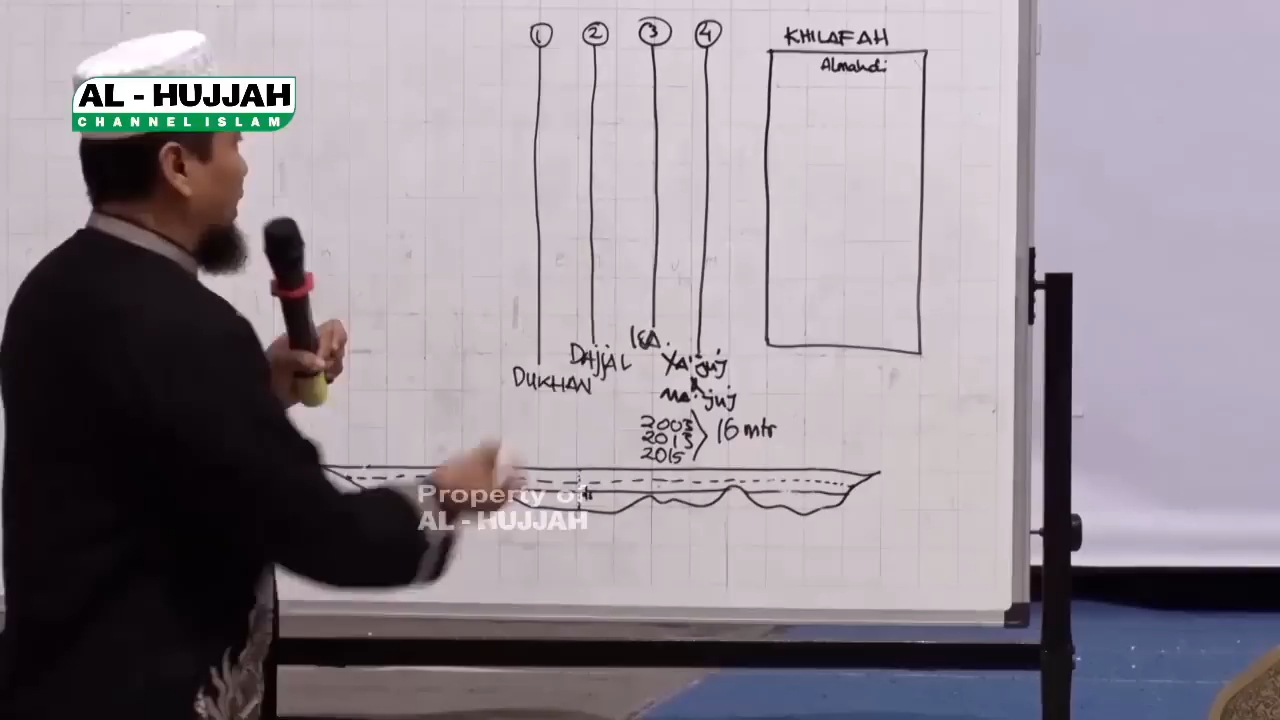 AL - HUJJAH
CHANNEL ISLAM
1 2 3 4
KHILAFAH
Almahdi
ISA.
DAjjAL
DUKHAN
YA'juj
Ma'juj
2003
2013
2015
16 mtr
Property of
AL - HUJJAH